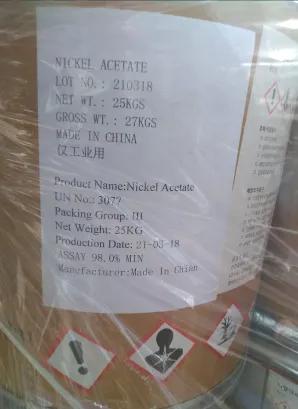 NICKEL ACETATE
LOT NO.: 210318
NET WT.: 25KGS
GROSS WT.: 27KGS
MADE IN CHINA
仅工业用
Product Name:Nickel Acetate
UN No.: 3077
Packing Group: III
Net Weight: 25KG
Production Date: 21-03-18
ASSAY 98.0% MIN
Manufacturer:Made In Chian